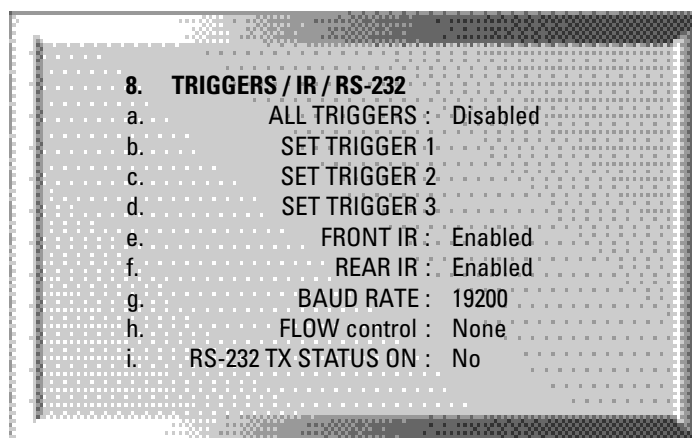 8. TRIGGERS / IR / RS-232
a. ALL TRIGGERS : Disabled
b. SET TRIGGER 1
c. SET TRIGGER 2
d. SET TRIGGER 3
e. FRONT IR : Enabled
f. REAR IR : Enabled
g. BAUD RATE : 19200
h. FLOW control : None
i. RS-232 TX STATUS ON : No